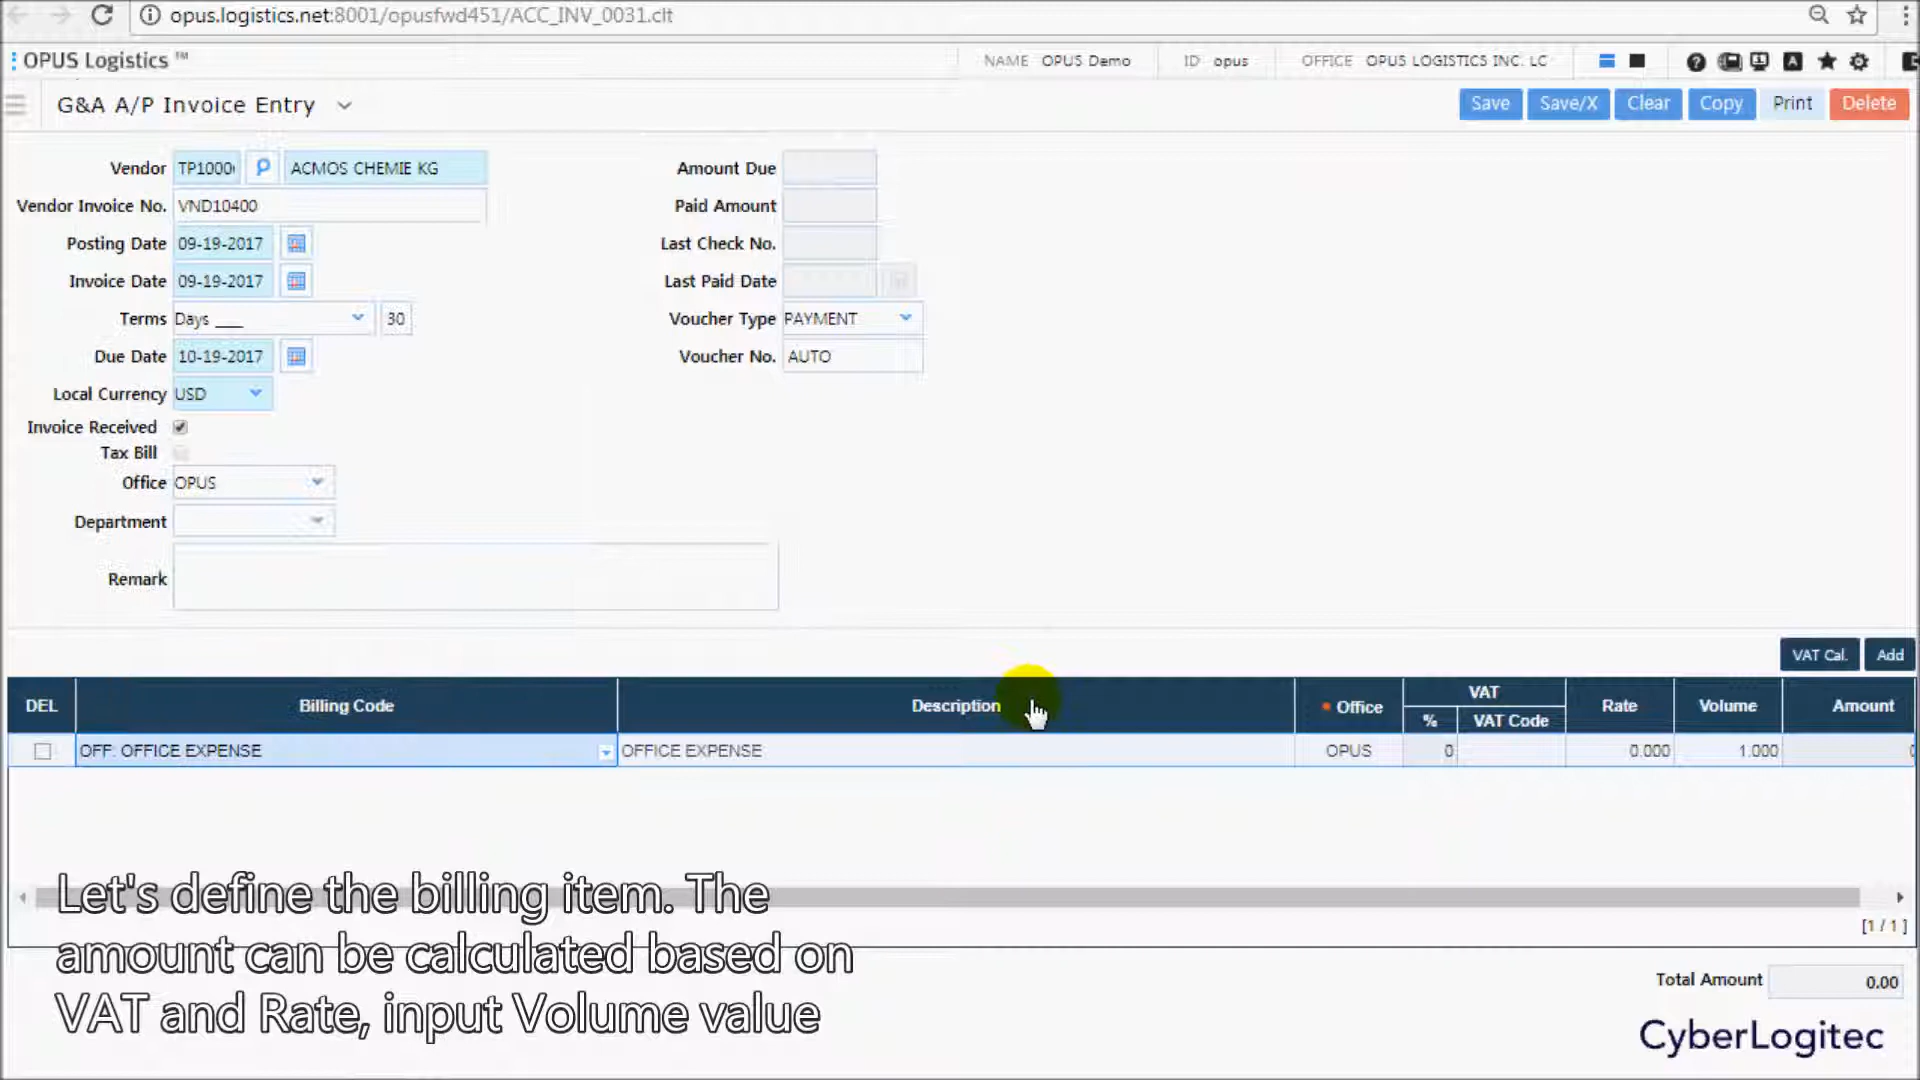 opus.logistics.net:8001/opusfwd451/ACC_INV_0031.clt
OPUS Logistics ™
NAME OPUS Demo
ID opus
OFFICE OPUS LOGISTICS INC. LC
G&A A/P Invoice Entry
Save Save/X Clear Copy Print Delete
Vendor TP1000 ACMOS CHEMIE KG
Vendor Invoice No. VND10400
Posting Date 09-19-2017
Invoice Date 09-19-2017
Terms Days ___ 30
Due Date 10-19-2017
Local Currency USD
Invoice Received
Tax Bill
Office OPUS
Department
Remark
Amount Due
Paid Amount
Last Check No.
Last Paid Date
Voucher Type PAYMENT
Voucher No. AUTO
VAT Cal. Add
DEL Billing Code Description • Office VAT Rate Volume Amount
% VAT Code
OFF: OFFICE EXPENSE OFFICE EXPENSE OPUS 0 0.000 1.000
[1 / 1 ]
Let's define the billing item. The
amount can be calculated based on
VAT and Rate, input Volume value
Total Amount 0.00
CyberLogitec